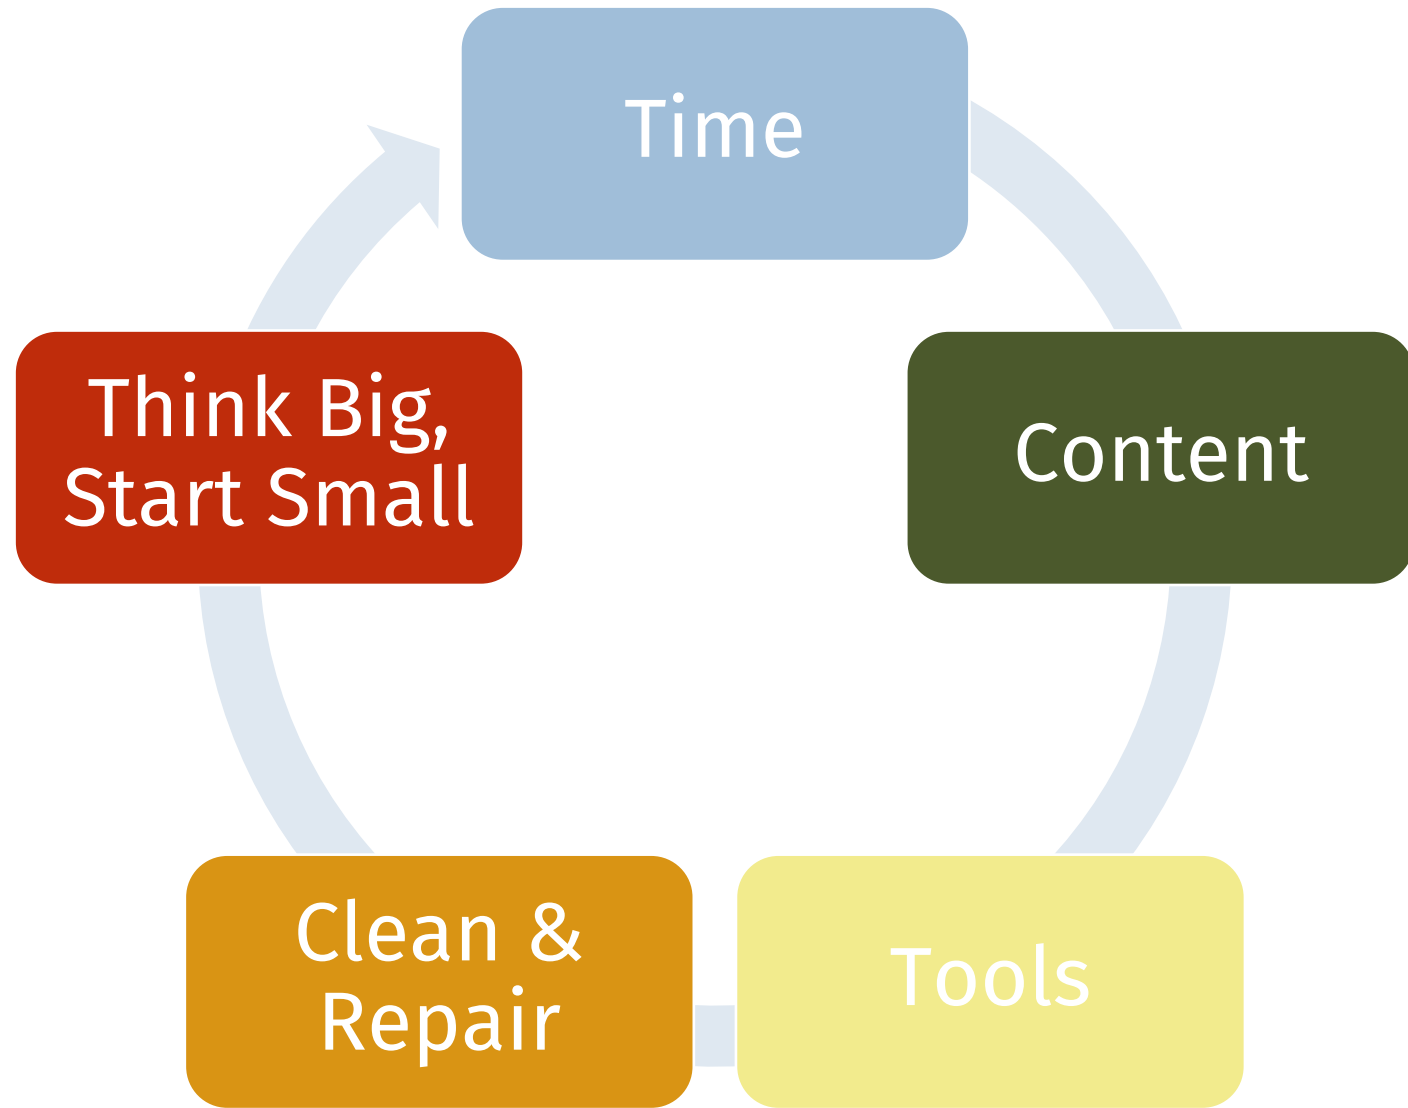 Time
Content
Tools
Clean &
Repair
Think Big,
Start Small